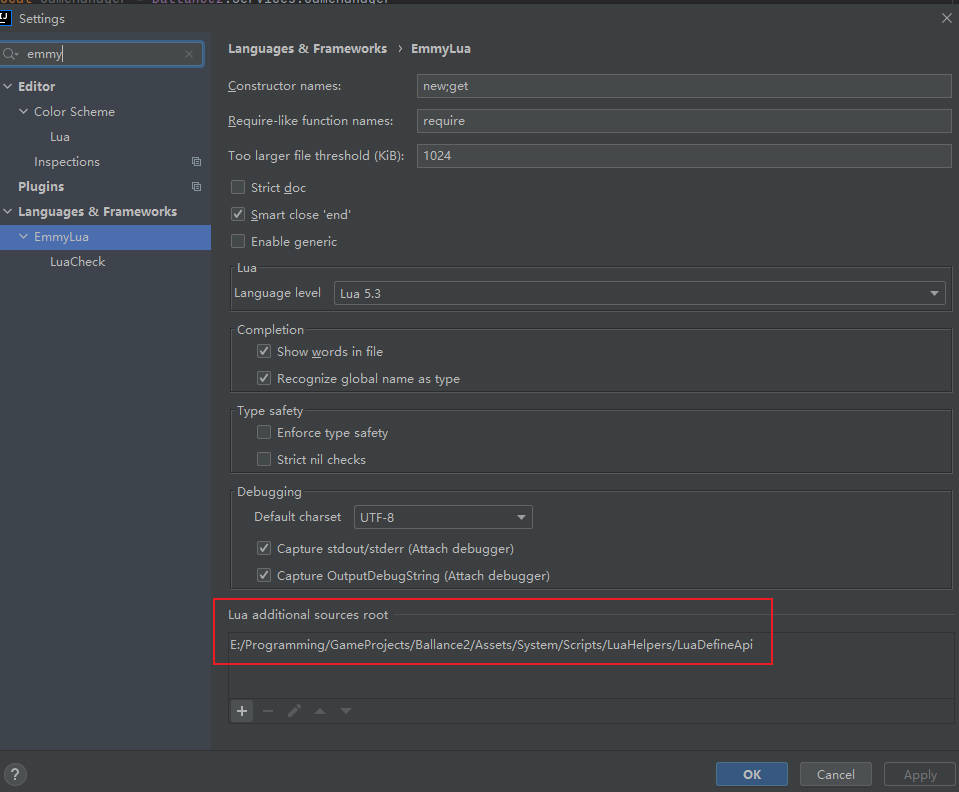 Settings
emmy
Editor
Color Scheme
Lua
Inspections
Plugins
Languages & Frameworks
EmmyLua
LuaCheck
Languages & Frameworks › EmmyLua
Constructor names: new;get
Require-like function names: require
Too larger file threshold (KiB): 1024
Strict doc
Smart close 'end'
Enable generic
Lua
Language level Lua 5.3
Completion
Show words in file
Recognize global name as type
Type safety
Enforce type safety
Strict nil checks
Debugging
Default charset UTF-8
Capture stdout/stderr (Attach debugger)
Capture OutputDebugString (Attach debugger)
Lua additional sources root
E:/Programming/GameProjects/Ballance2/Assets/System/Scripts/LuaHelpers/LuaDefineApi
?
OK Cancel Apply